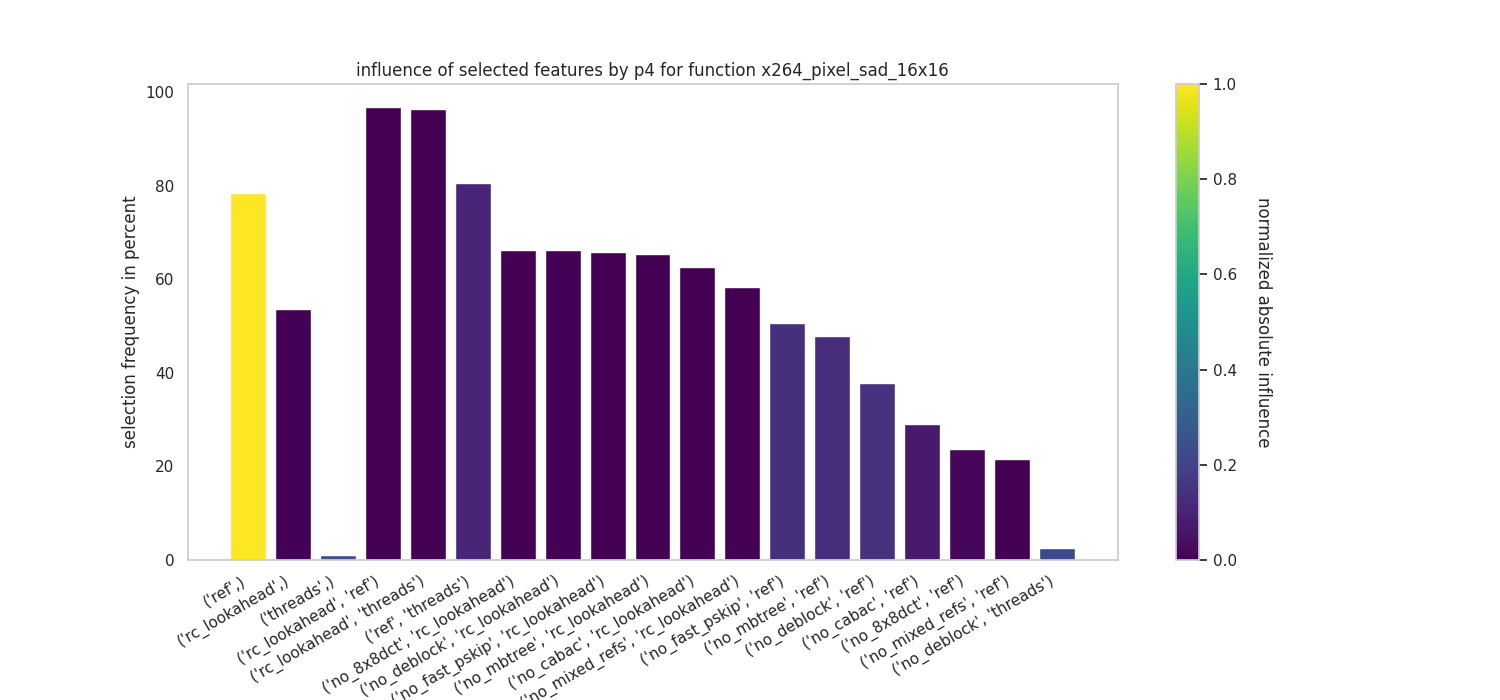 influence of selected features by p4 for function x264_pixel_sad_16x16
selection frequency in percent
100
80
60
40
20
0
('ref',)
('rc_lookahead',)
('threads',)
('rc_lookahead', 'ref')
('rc_lookahead', 'threads')
('ref', 'threads')
('no_8x8dct', 'rc_lookahead')
('no_deblock', 'rc_lookahead')
('no_fast_pskip', 'rc_lookahead')
('no_mbtree', 'rc_lookahead')
('no_cabac', 'rc_lookahead')
('no_mixed_refs', 'rc_lookahead')
('no_fast_pskip', 'ref')
('no_mbtree', 'ref')
('no_deblock', 'ref')
('no_cabac', 'ref')
('no_8x8dct', 'ref')
('no_mixed_refs', 'ref')
('no_deblock', 'threads')
1.0
0.8
0.6
0.4
0.2
0.0
normalized absolute influence